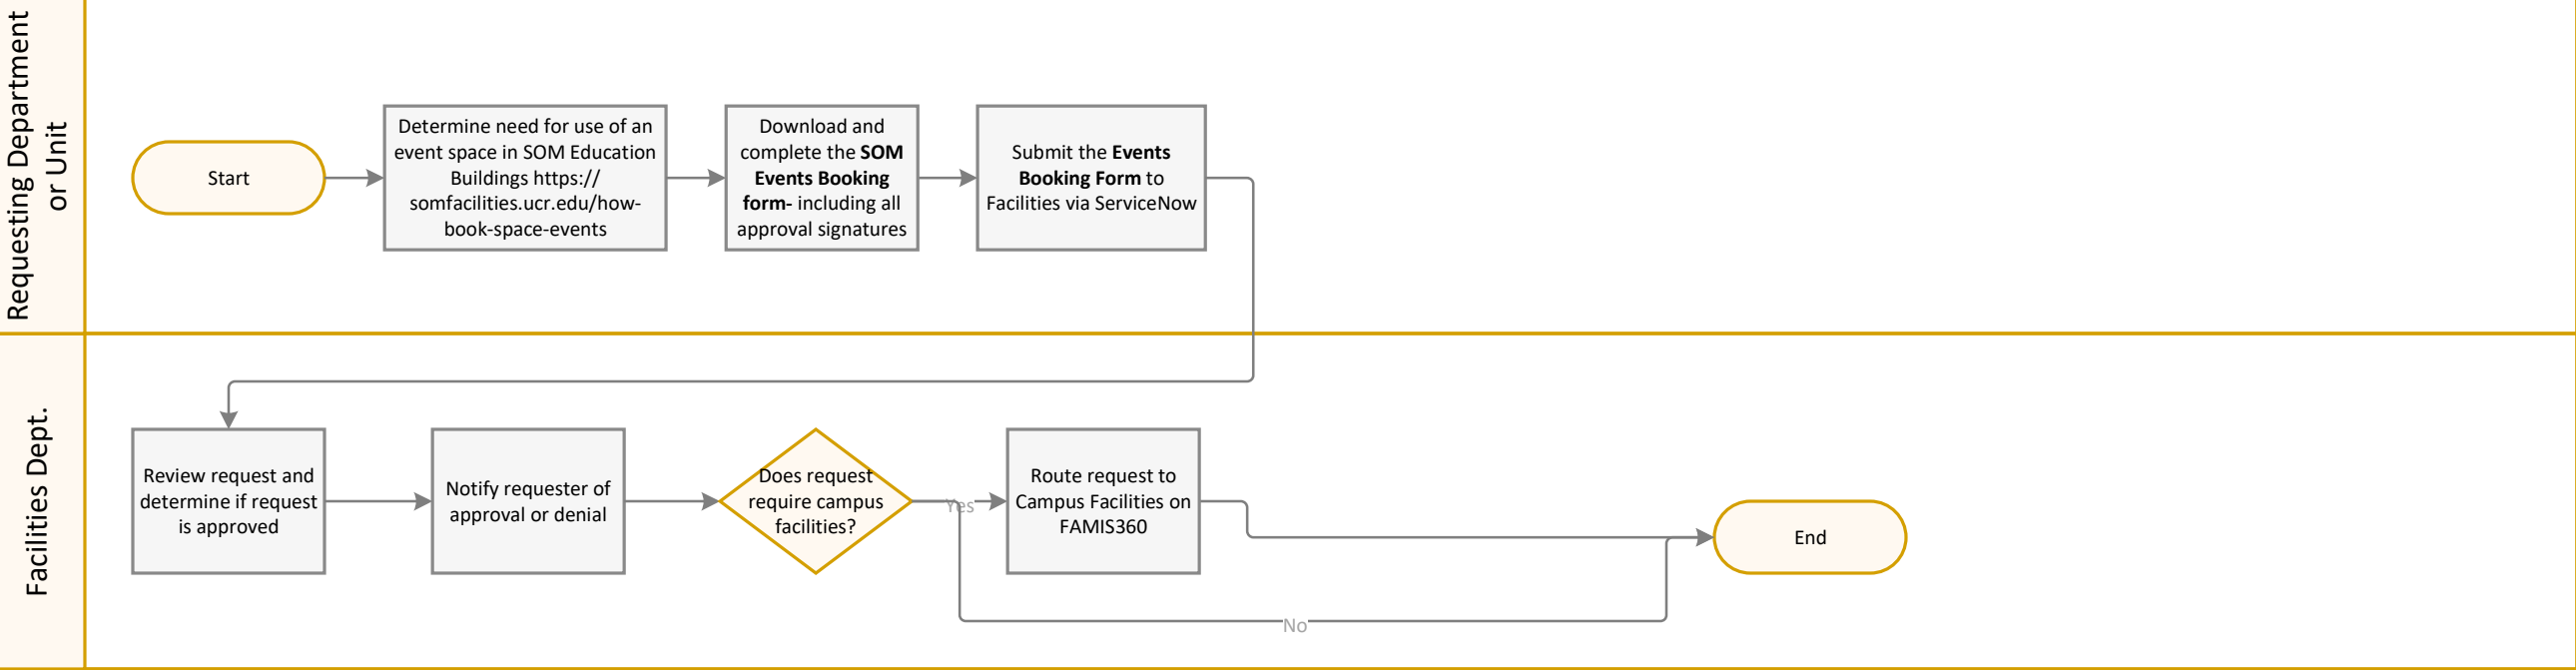 Requesting Department
or Unit
Start
Determine need for use of an
event space in SOM Education
Buildings https://
somfacilities.ucr.edu/how-
book-space-events
Download and
complete the SOM
Events Booking
form- including all
approval signatures
Submit the Events
Booking Form to
Facilities via ServiceNow
Facilities Dept.
Review request and
determine if request
is approved
Notify requester of
approval or denial
Does request
require campus
facilities?
Yes
Route request to
Campus Facilities on
FAMIS360
No
End